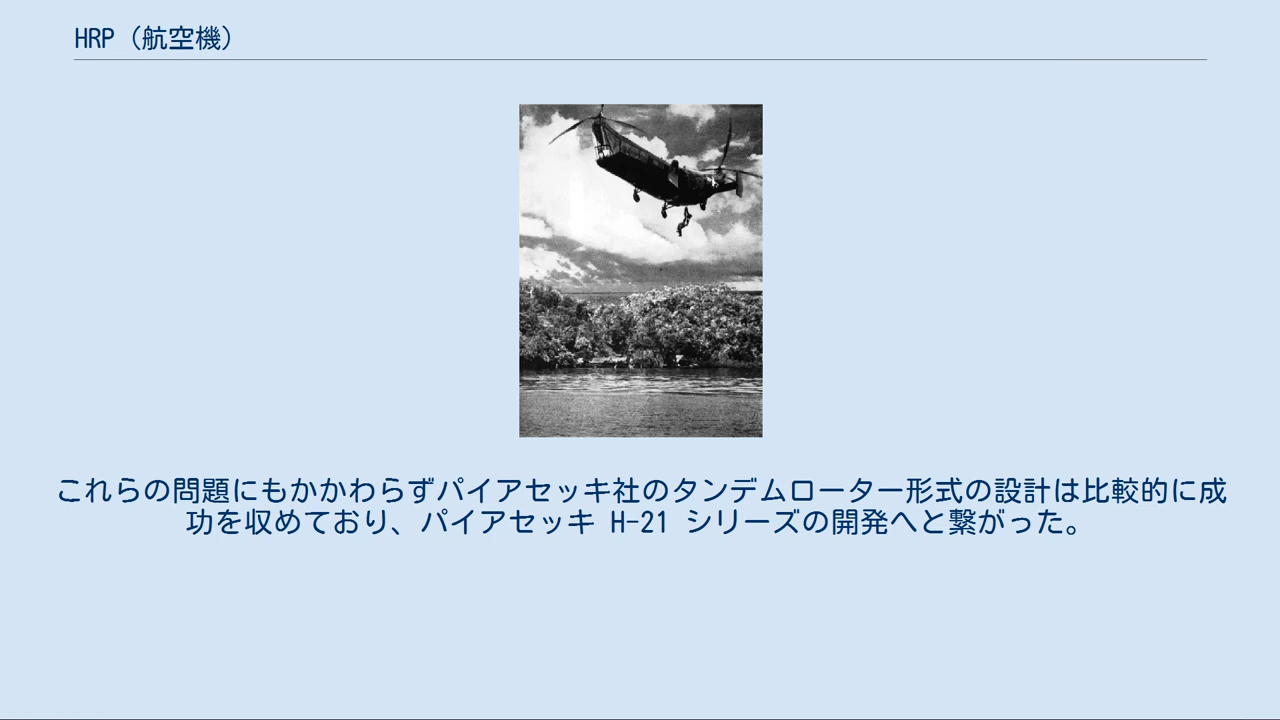 HRP（航空機）
これらの問題にもかかわらずパイアセッキ社のタンデムローター形式の設計は比較的に成
功を収めており、パイアセッキ H-21 シリーズの開発へと繋がった。